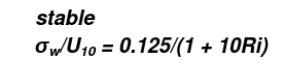 stable
σw/U10 = 0.125/(1 + 10Ri)